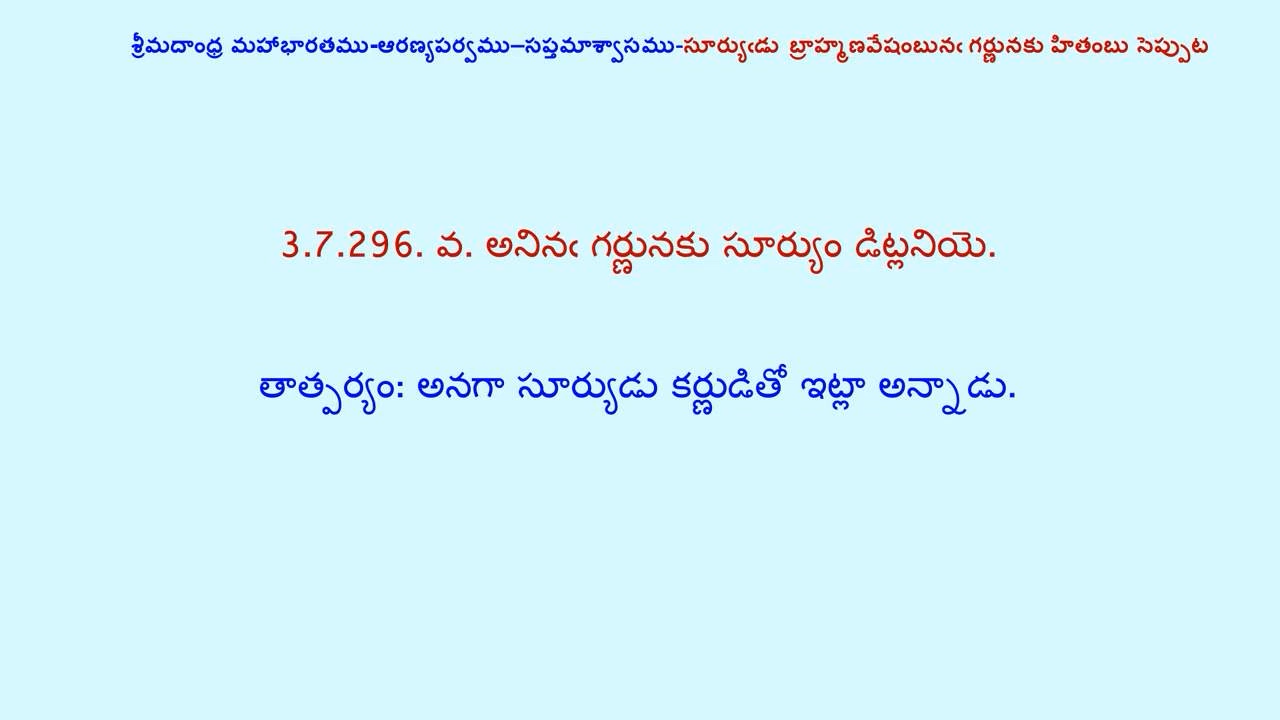 శ్రీమదాంధ్ర మహాభారతము-ఆరణ్యపర్వము–సప్తమాశ్వాసము-సూర్యుఁడు బ్రాహ్మణవేషంబునఁ గర్ణునకు హితంబు సెప్పుట
3.7.296. వ. అనినఁ గర్ణునకు సూర్యుం డిట్లనియె.
తాత్పర్యం: అనగా సూర్యుడు కర్ణుడితో ఇట్లా అన్నాడు.